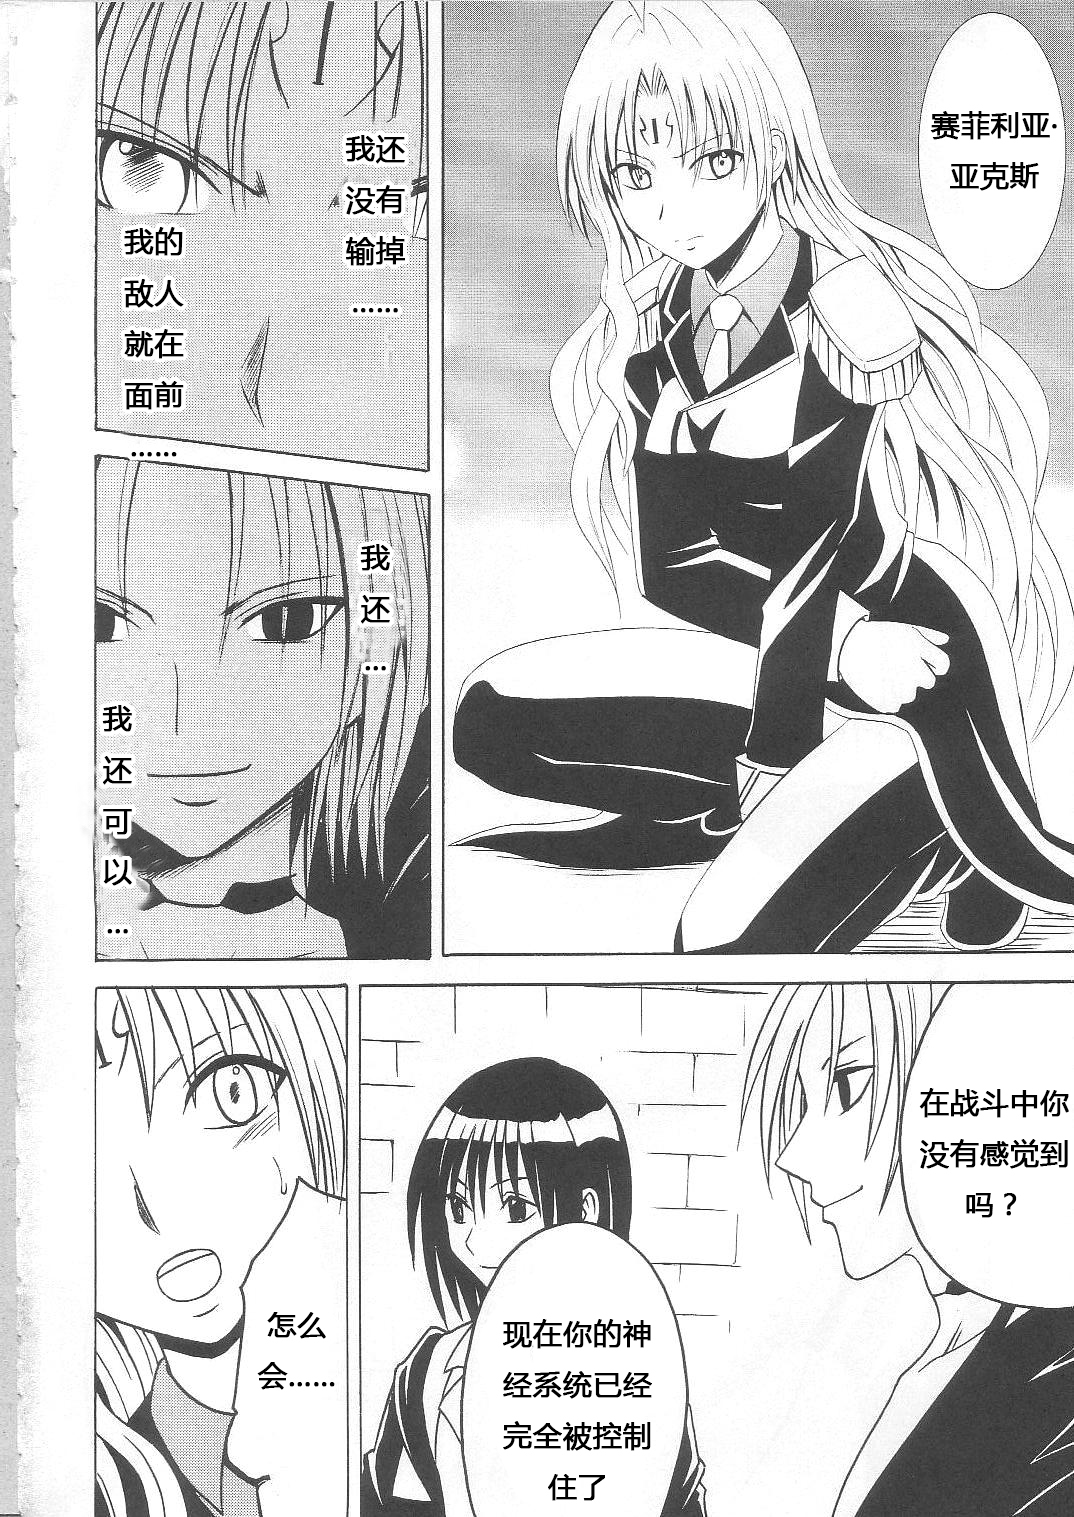 赛菲利亚·
亚克斯
我还
没有
输掉
……
我的
敌人
就在
面前
……
我
还
…
我
还
可
以
…
在战斗中你
没有感觉到
吗？
现在你的神
经系统已经
完全被控制
住了
怎么
会……